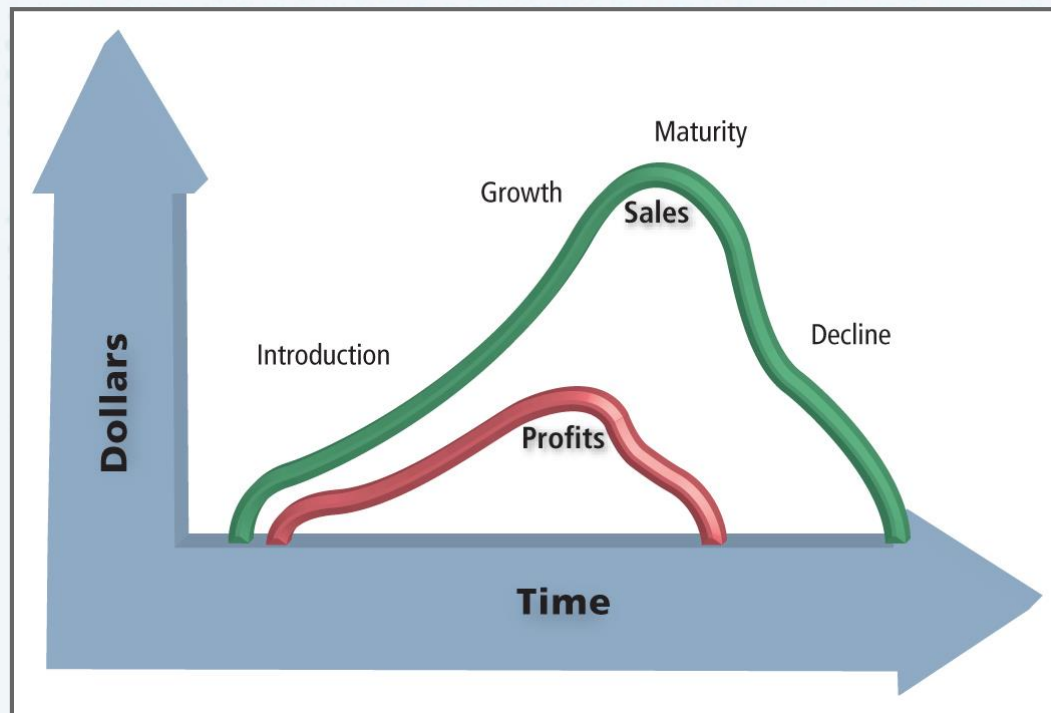 Maturity
Growth
Sales
Introduction
Decline
Profits
Dollars
Time